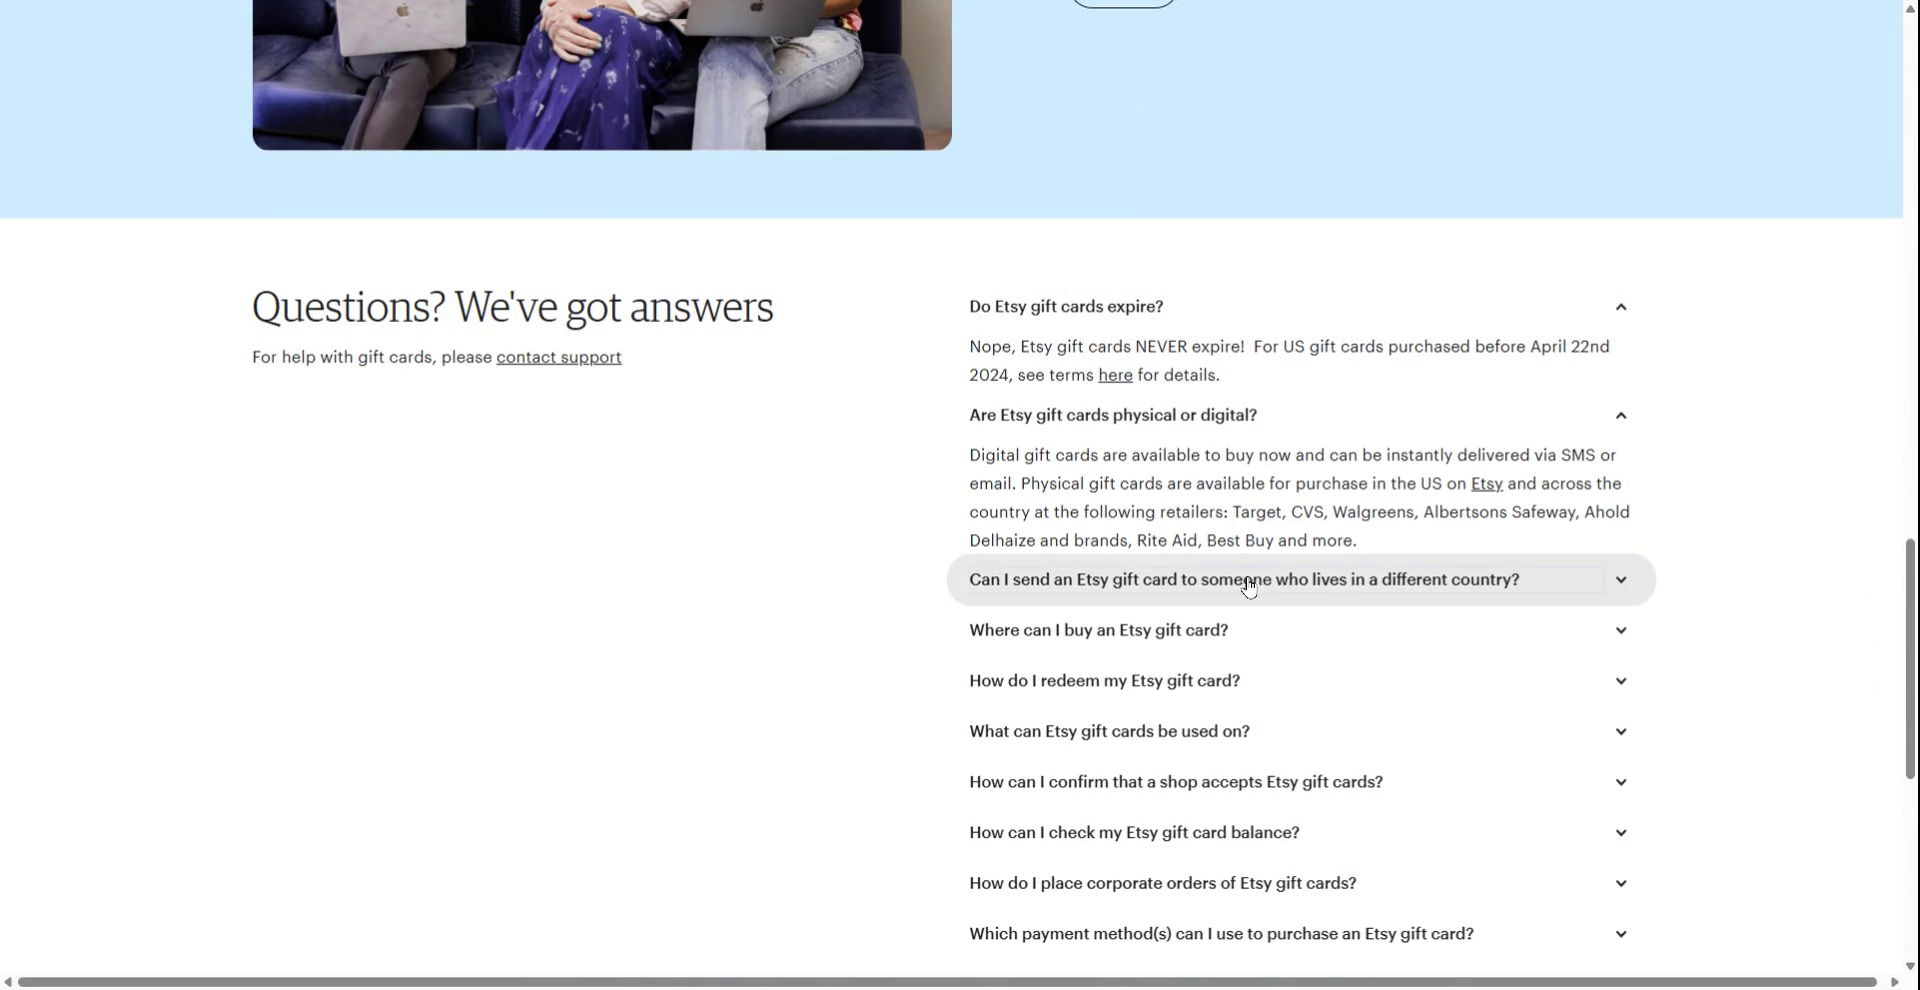 Questions? We've got answers
For help with gift cards, please contact support
Do Etsy gift cards expire?
Nope, Etsy gift cards NEVER expire!  For US gift cards purchased before April 22nd
2024, see terms here for details.
Are Etsy gift cards physical or digital?
Digital gift cards are available to buy now and can be instantly delivered via SMS or
email. Physical gift cards are available for purchase in the US on Etsy and across the
country at the following retailers: Target, CVS, Walgreens, Albertsons Safeway, Ahold
Delhaize and brands, Rite Aid, Best Buy and more.
Can I send an Etsy gift card to someone who lives in a different country?
Where can I buy an Etsy gift card?
How do I redeem my Etsy gift card?
What can Etsy gift cards be used on?
How can I confirm that a shop accepts Etsy gift cards?
How can I check my Etsy gift card balance?
How do I place corporate orders of Etsy gift cards?
Which payment method(s) can I use to purchase an Etsy gift card?